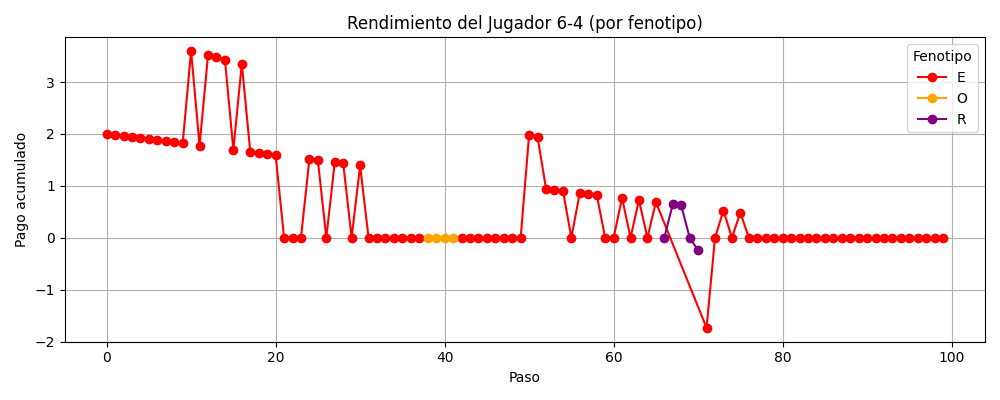 Rendimiento del Jugador 6-4 (por fenotipo)
Pago acumulado
3
2
1
0
−1
−2
0 20 40 60 80 100
Paso
Fenotipo
E
O
R